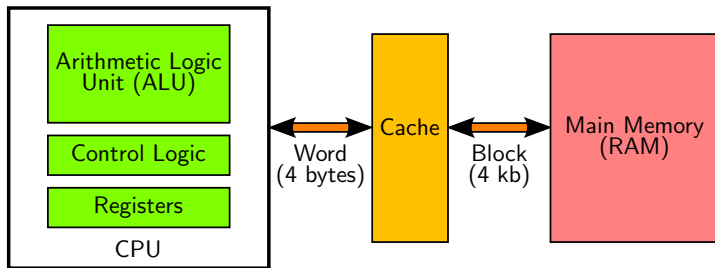 Arithmetic Logic
Unit (ALU)
Control Logic
Registers
CPU
Word
(4 bytes)
Cache
Block
(4 kb)
Main Memory
(RAM)